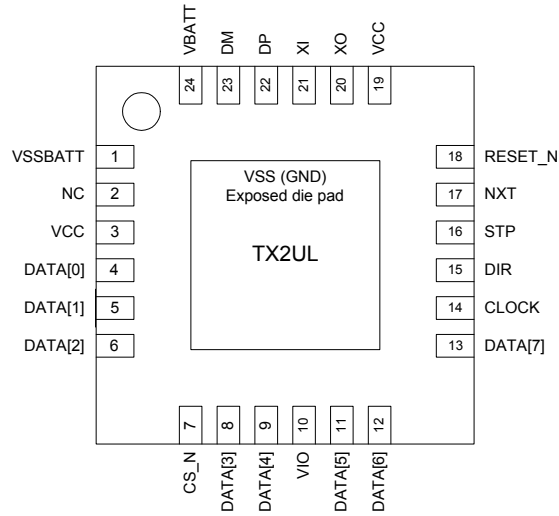 VBATT
DM
DP
XI
XO
VCC
24
23
22
21
20
19
VSSBATT 1
NC 2
VCC 3
DATA[0] 4
DATA[1] 5
DATA[2] 6
VSS (GND)
Exposed die pad
TX2UL
18 RESET_N
17 NXT
16 STP
15 DIR
14 CLOCK
13 DATA[7]
7
8
9
10
11
12
CS_N
DATA[3]
DATA[4]
VIO
DATA[5]
DATA[6]